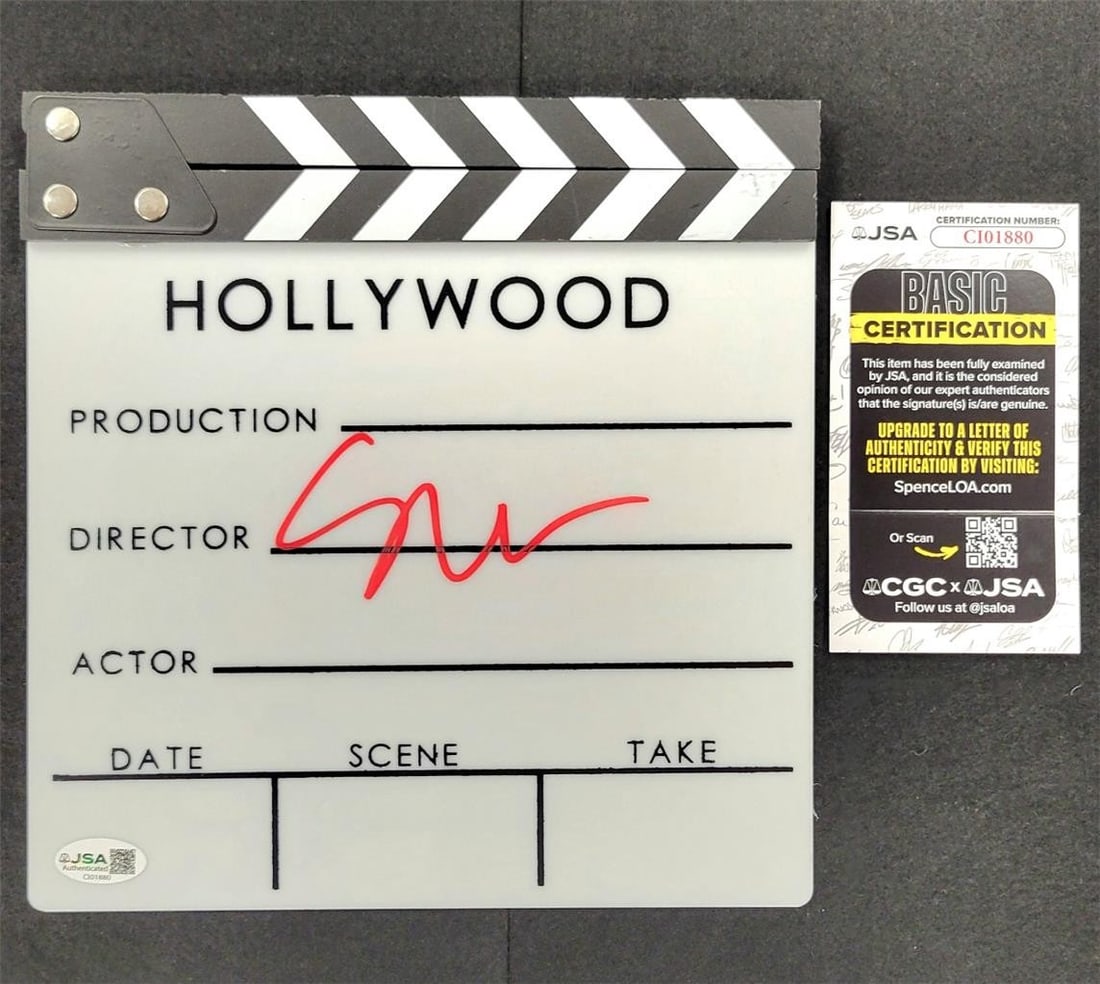 HOLLYWOOD
PRODUCTION
DIRECTOR
ACTOR
DATE SCENE TAKE
JSA
Authenticated
CI01880
JSA
CERTIFICATION NUMBER:
CI01880
BASIC
CERTIFICATION
This item has been fully examined
by JSA, and it is the considered
opinion of our expert authenticators
that the signature(s) is/are genuine.
UPGRADE TO A LETTER OF
AUTHENTICITY & VERIFY THIS
CERTIFICATION BY VISITING:
SpenceLOA.com
Or Scan
CGC x JSA
Follow us at @jsaloa